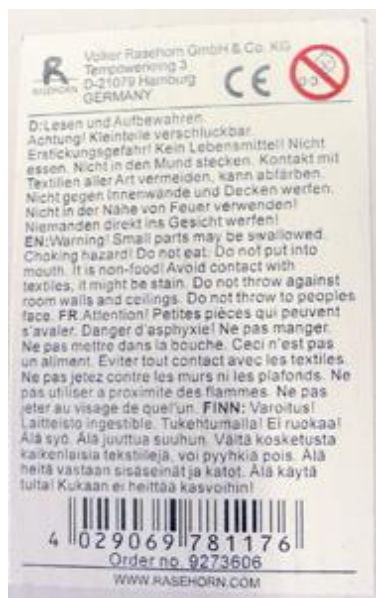 Volker Rasehorn GmbH & Co. KG
Tempowerkring 3
D-21079 Hamburg
GERMANY
R
RASEHORN
CE
D:Lesen und Aufbewahren.
Achtung! Kleinteile verschluckbar.
Erstickungsgefahr! Kein Lebensmittel! Nicht
essen. Nicht in den Mund stecken. Kontakt mit
Textilien aller Art vermeiden, kann abfärben.
Nicht gegen Innenwände und Decken werfen.
Nicht in der Nähe von Feuer verwenden!
Niemanden direkt ins Gesicht werfen!
EN:Warning! Small parts may be swallowed.
Choking hazard! Do not eat. Do not put into
mouth. It is non-food! Avoid contact with
textiles, it might be stain. Do not throw against
room walls and ceilings. Do not throw to peoples
face. FR.Attention! Petites pièces qui peuvent
s'avaler. Danger d'asphyxie! Ne pas manger.
Ne pas mettre dans la bouche. Ceci n'est pas
un aliment. Eviter tout contact avec les textiles.
Ne pas jetez contre les murs ni les plafonds. Ne
pas utiliser a proximite des flammes. Ne pas
jeter au visage de quel'un. FINN: Varoitus!
Laitteisto ingestible. Tukehtumalla! Ei ruokaa!
Älä syö. Älä juuttua suuhun. Vältä kosketusta
kaikenlaisia tekstiilejä, voi pyyhkiä pois. Älä
heitä vastaan sisäseinät ja katot. Älä käytä
tulta! Kukaan ei heittää kasvoihin!
4 029069 781176
Order no. 9273606
WWW.RASEHORN.COM